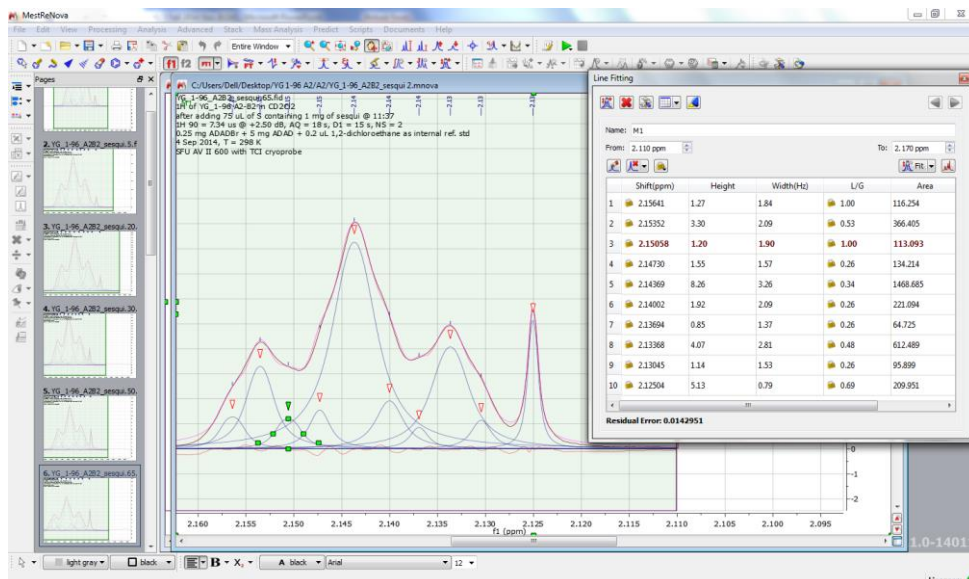 MestReNova
File Edit View Processing Analysis Advanced Stack Mass Analysis Predict Scripts Documents Help
Entire Window
f1 f2
Pages
2. YG_1-96_A2B2_sesqui.5.f
3. YG_1-96_A2B2_sesqui.20.
4. YG_1-96_A2B2_sesqui.30.
5. YG_1-96_A2B2_sesqui.50.
6. YG_1-96_A2B2_sesqui.65.
C:/Users/Dell/Desktop/YG 1-96 A2/A2/YG_1-96_A2B2_sesqui 2.mnova
YG_1-96_A2B2_sesqui65.fid
1H of YG_1-96_A2-B2 in CD2Cl2
after adding 75 uL of S containing 1 mg of sesqui @ 11:37
1H 90 = 7.34 us @ +2.50 dB, AQ = 18 s, D1 = 15 s, NS = 2
0.25 mg ADADBr + 5 mg ADAD + 0.2 uL 1,2-dichloroethane as internal ref. std
4 Sep 2014, T = 298 K
SFU AV II 600 with TCI cryoprobe
2.160 2.155 2.150 2.145 2.140 2.135 2.130 2.125 2.120 2.115 2.110 2.105 2.100 2.095
f1 (ppm)
0
-1
-2
Line Fitting
Name: M1
From: 2.110 ppm To: 2.170 ppm
Fit
Shift(ppm) Height Width(Hz) L/G Area
1 2.15641 1.27 1.84 1.00 116.254
2 2.15352 3.30 2.09 0.53 366.405
3 2.15058 1.20 1.90 1.00 113.093
4 2.14730 1.55 1.57 0.26 134.214
5 2.14369 8.26 3.26 0.34 1468.685
6 2.14002 1.92 2.09 0.26 221.094
7 2.13694 0.85 1.37 0.26 64.725
8 2.13368 4.07 2.81 0.48 612.489
9 2.13045 1.14 1.53 0.26 95.899
10 2.12504 5.13 0.79 0.69 209.951
Residual Error: 0.0142951
1.0-1401
light gray black B X, A black Arial 12